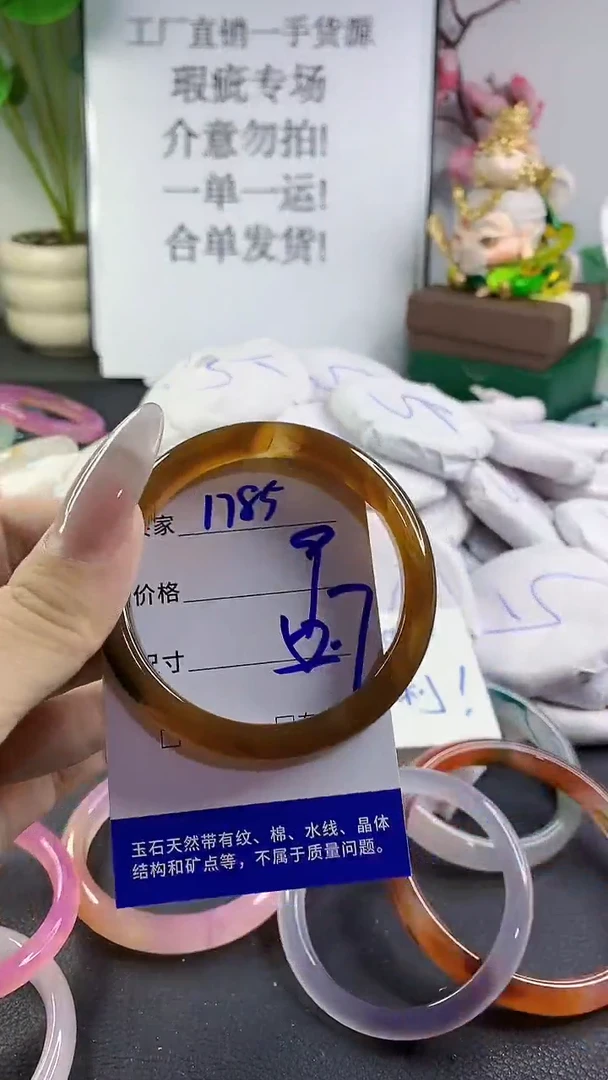 工厂直销一手货源
瑕疵专场
介意勿拍!
一单一运!
合单发货!
家 1785
价格
寸
玉石天然带有纹、棉、水线、晶体
结构和矿点等，不属于质量问题。